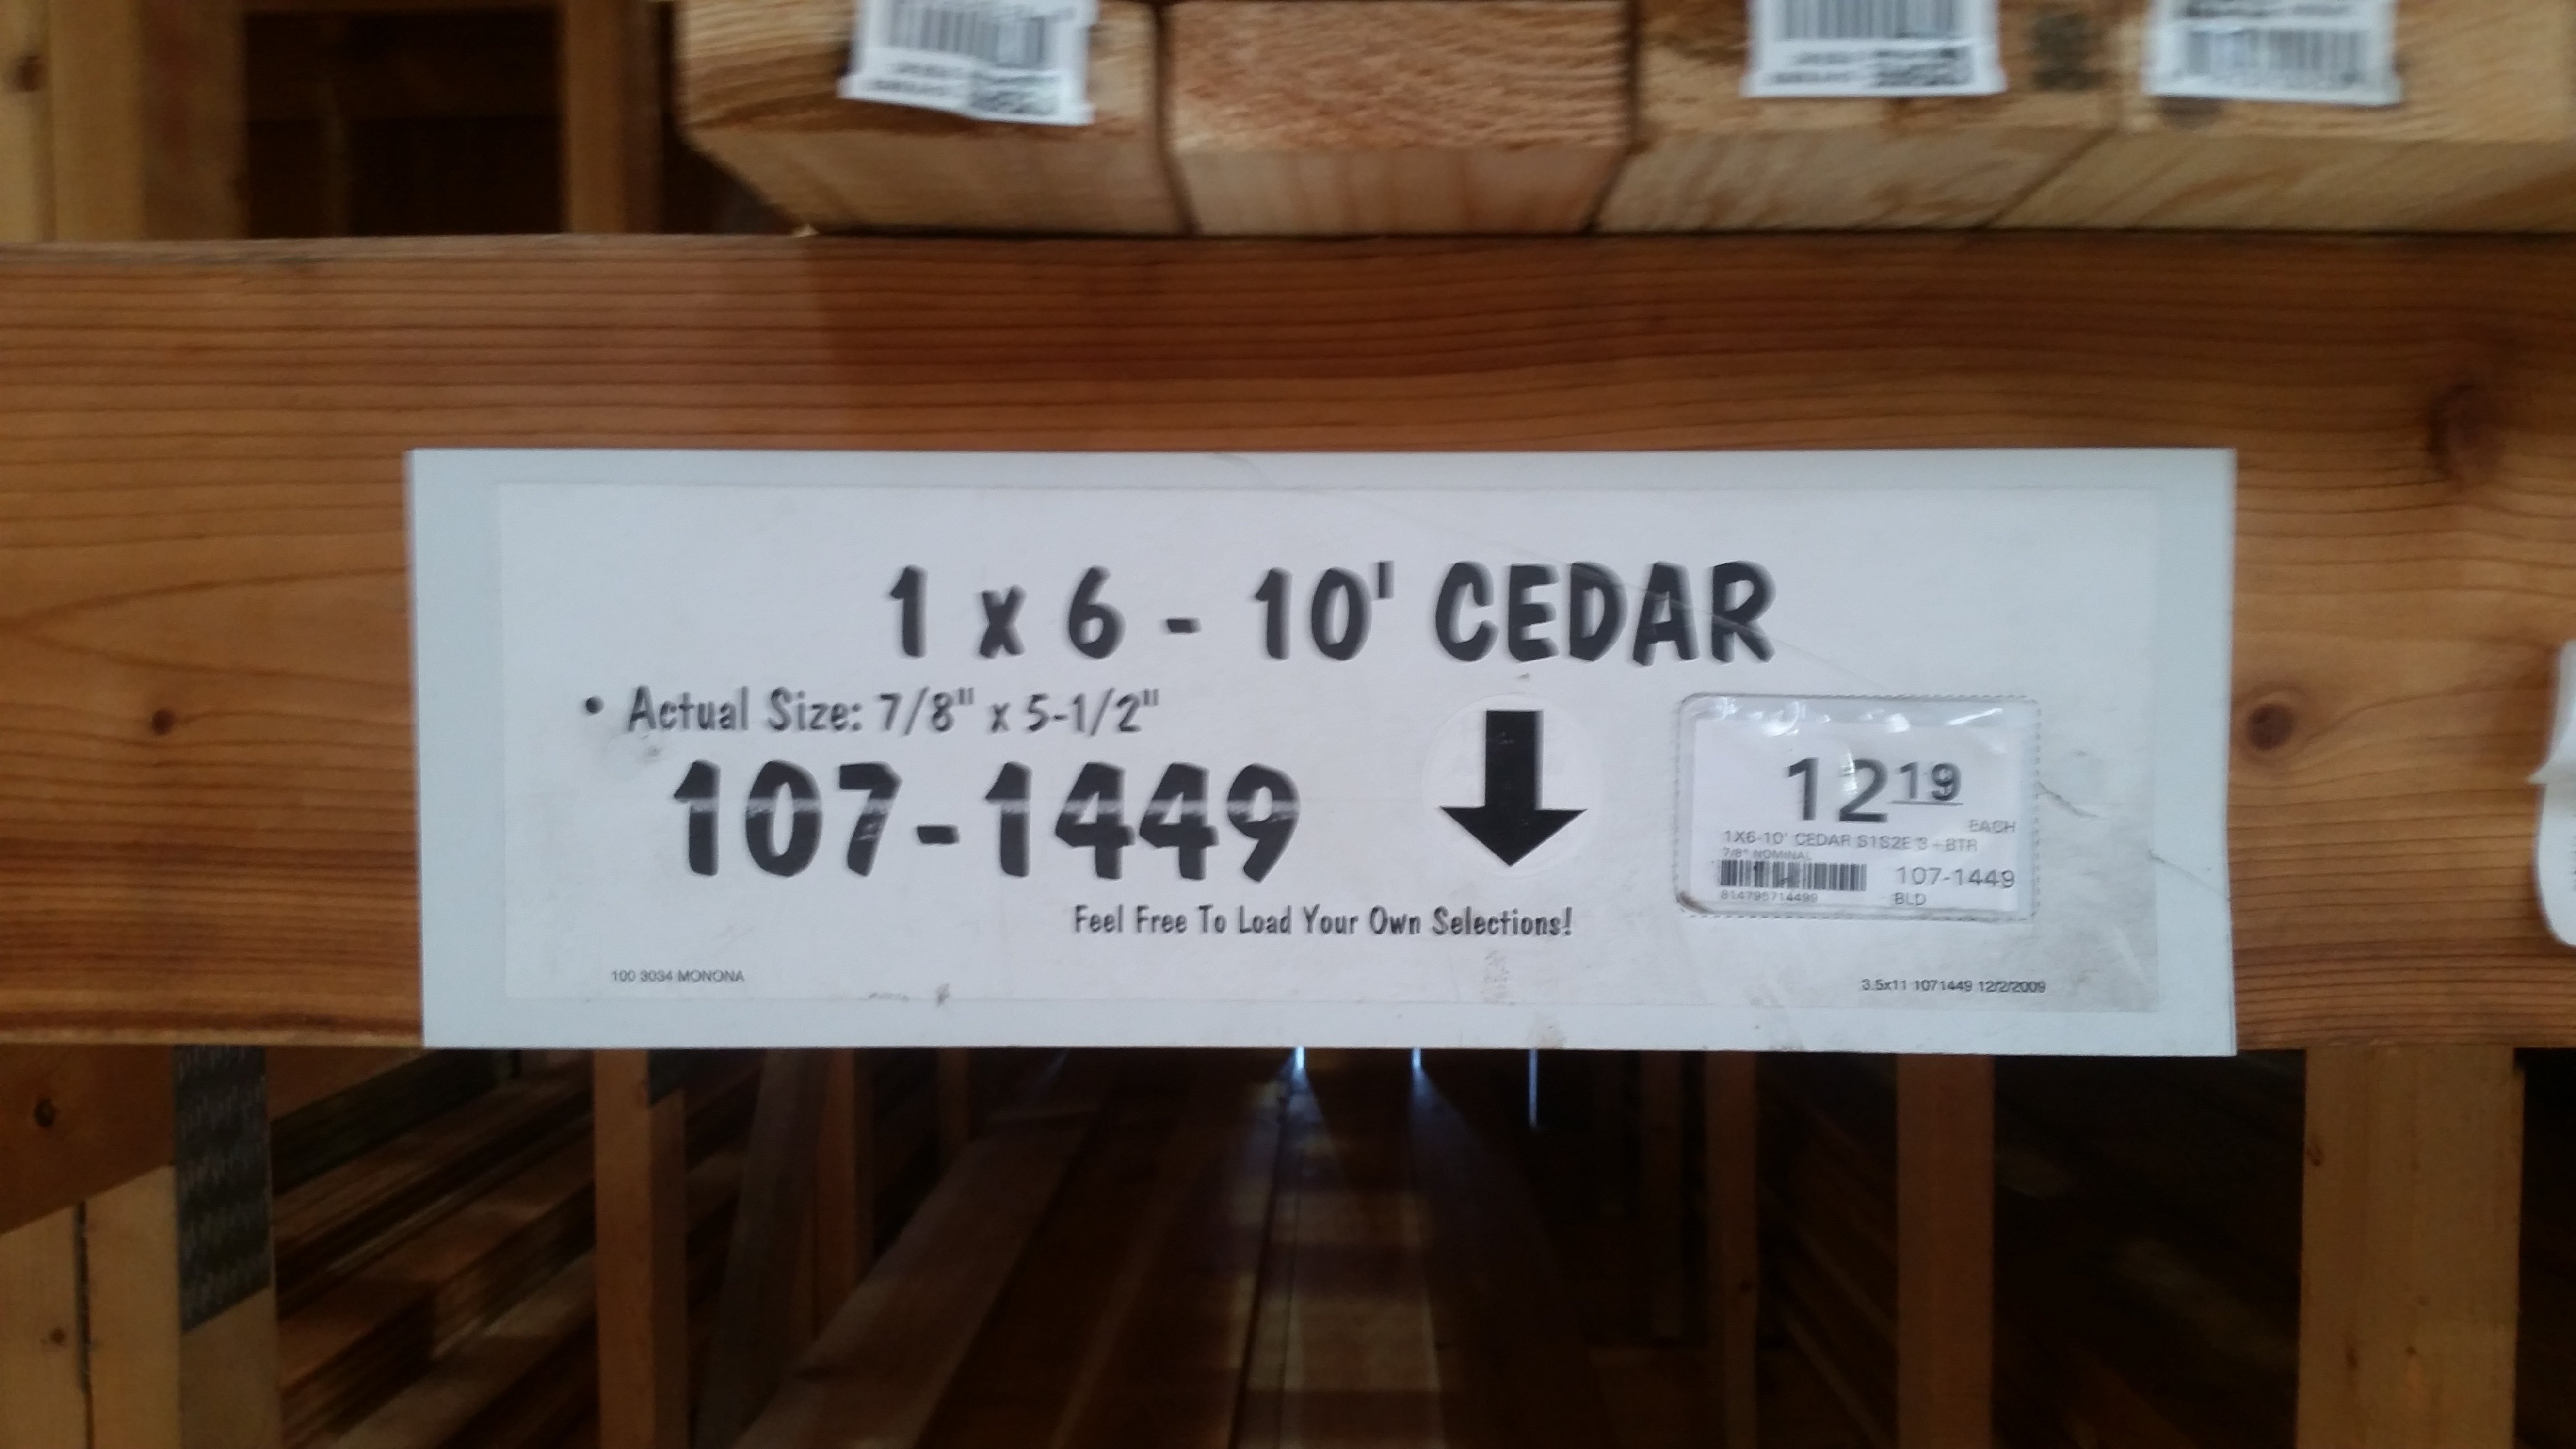 1 x 6 - 10' CEDAR
• Actual Size: 7/8" x 5-1/2"
107-1449
12 19
EACH
1X6-10' CEDAR S1S2E 3+BTR
7/8" NOMINAL
107-1449
814795714499
BLD
Feel Free To Load Your Own Selections!
100 3034 MONONA
3.5x11 1071449 12/2/2009